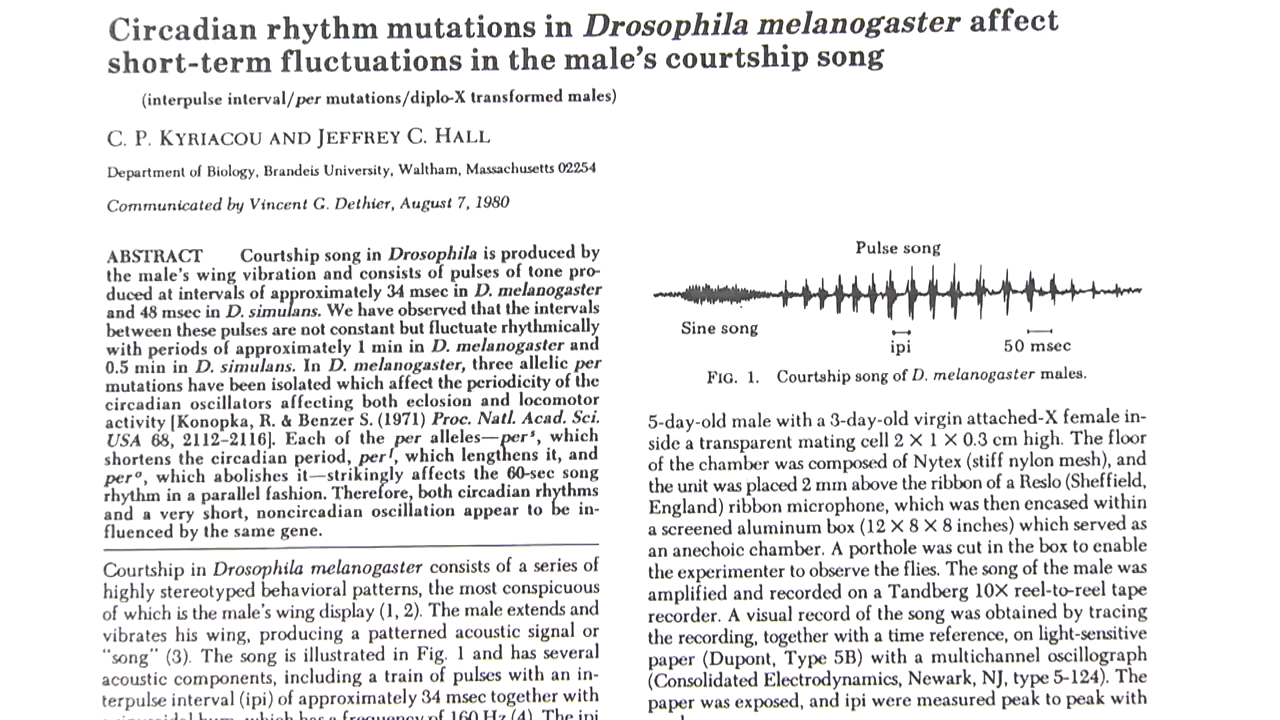 Circadian rhythm mutations in Drosophila melanogaster affect
short-term fluctuations in the male's courtship song
(interpulse interval/per mutations/diplo-X transformed males)
C. P. KYRIACOU AND JEFFREY C. HALL
Department of Biology, Brandeis University, Waltham, Massachusetts 02254
Communicated by Vincent G. Dethier, August 7, 1980
ABSTRACT Courtship song in Drosophila is produced by
the male's wing vibration and consists of pulses of tone pro-
duced at intervals of approximately 34 msec in D. melanogaster
and 48 msec in D. simulans. We have observed that the intervals
between these pulses are not constant but fluctuate rhythmically
with periods of approximately 1 min in D. melanogaster and
0.5 min in D. simulans. In D. melanogaster, three allelic per
mutations have been isolated which affect the periodicity of the
circadian oscillators affecting both eclosion and locomotor
activity [Konopka, R. & Benzer S. (1971) Proc. Natl. Acad. Sci.
USA 68, 2112–2116]. Each of the per alleles—perˢ, which
shortens the circadian period, perˡ, which lengthens it, and
perᵒ, which abolishes it—strikingly affects the 60-sec song
rhythm in a parallel fashion. Therefore, both circadian rhythms
and a very short, noncircadian oscillation appear to be in-
fluenced by the same gene.
Courtship in Drosophila melanogaster consists of a series of
highly stereotyped behavioral patterns, the most conspicuous
of which is the male's wing display (1, 2). The male extends and
vibrates his wing, producing a patterned acoustic signal or
"song" (3). The song is illustrated in Fig. 1 and has several
acoustic components, including a train of pulses with an in-
terpulse interval (ipi) of approximately 34 msec together with
which has a frequency of 160 Hz (4). The ipi
Pulse song
Sine song
ipi
50 msec
FIG. 1. Courtship song of D. melanogaster males.
5-day-old male with a 3-day-old virgin attached-X female in-
side a transparent mating cell 2 × 1 × 0.3 cm high. The floor
of the chamber was composed of Nytex (stiff nylon mesh), and
the unit was placed 2 mm above the ribbon of a Reslo (Sheffield,
England) ribbon microphone, which was then encased within
a screened aluminum box (12 × 8 × 8 inches) which served as
an anechoic chamber. A porthole was cut in the box to enable
the experimenter to observe the flies. The song of the male was
amplified and recorded on a Tandberg 10X reel-to-reel tape
recorder. A visual record of the song was obtained by tracing
the recording, together with a time reference, on light-sensitive
paper (Dupont, Type 5B) with a multichannel oscillograph
(Consolidated Electrodynamics, Newark, NJ, type 5-124). The
paper was exposed, and ipi were measured peak to peak with